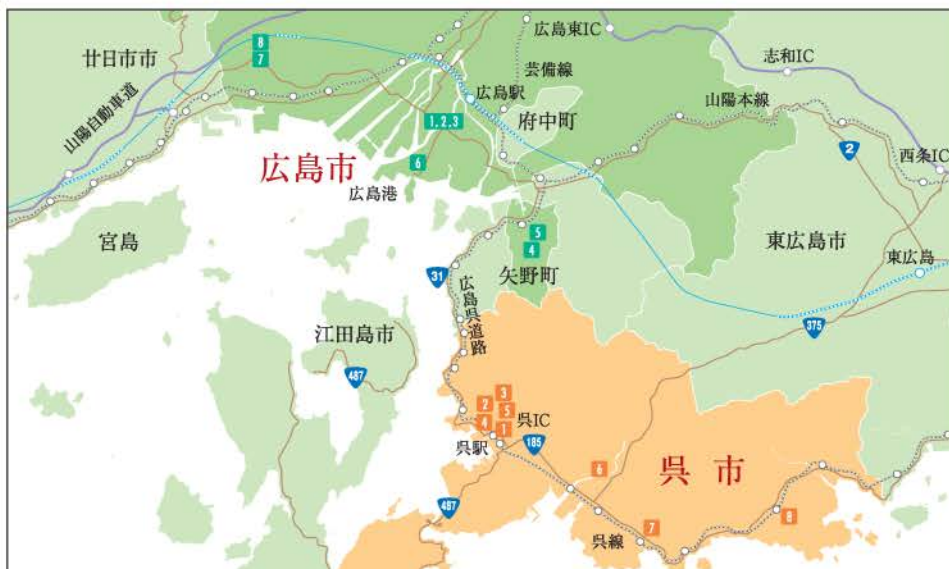 広島東IC
8
7
廿日市市
志和IC
芸備線
広島駅
山陽自動車道
府中町
山陽本線
1.2.3
2
広島市
6
西条IC
広島港
宮島
5
4
東広島市
矢野町
東広島
31
広島呉道路
375
江田島市
487
3
2
5
4
1
呉IC
呉駅
185
6
呉市
487
7
8
呉線